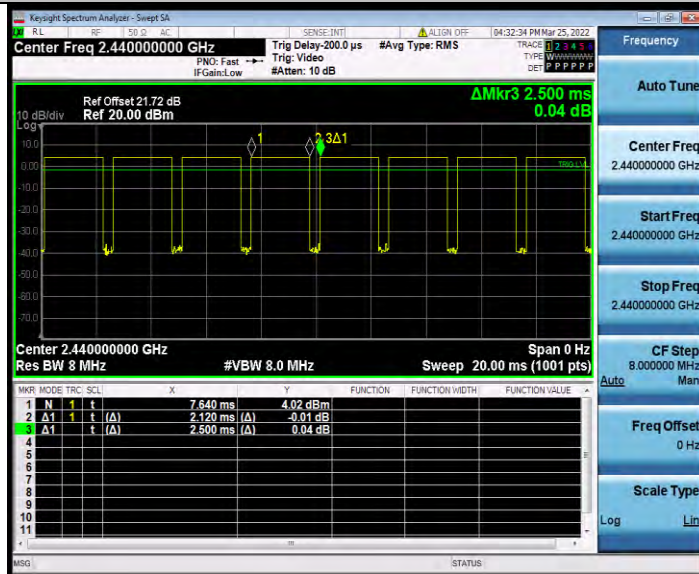 Keysight Spectrum Analyzer - Swept SA
RL RF 50 Ω AC SENSE:INT ALIGN OFF 04:32:34 PM Mar 25, 2022
Center Freq 2.440000000 GHz
PNO: Fast
IFGain:Low
Trig Delay-200.0 µs
Trig: Video
#Atten: 10 dB
#Avg Type: RMS
TRACE 1 2 3 4 5
TYPE
DET P P P P P P
Frequency
Auto Tune
Center Freq
2.440000000 GHz
Start Freq
2.440000000 GHz
Stop Freq
2.440000000 GHz
CF Step
8.000000 MHz
Auto Man
Freq Offset
0 Hz
Scale Type
Log Lin
Ref Offset 21.72 dB
10 dB/div Ref 20.00 dBm
Log
ΔMkr3 2.500 ms
0.04 dB
10.0
0.00
-10.0
-20.0
-30.0
-40.0
-50.0
-60.0
-70.0
1
2 3Δ1
TRIG LVL
Center 2.440000000 GHz Span 0 Hz
Res BW 8 MHz #VBW 8.0 MHz Sweep 20.00 ms (1001 pts)
MKR MODE TRC SCL X Y FUNCTION FUNCTION WIDTH FUNCTION VALUE
1 N 1 t 7.640 ms 4.02 dBm
2 Δ1 1 t (Δ) 2.120 ms (Δ) -0.01 dB
3 Δ1 t (Δ) 2.500 ms (Δ) 0.04 dB
4
5
6
7
8
9
10
11
MSG STATUS